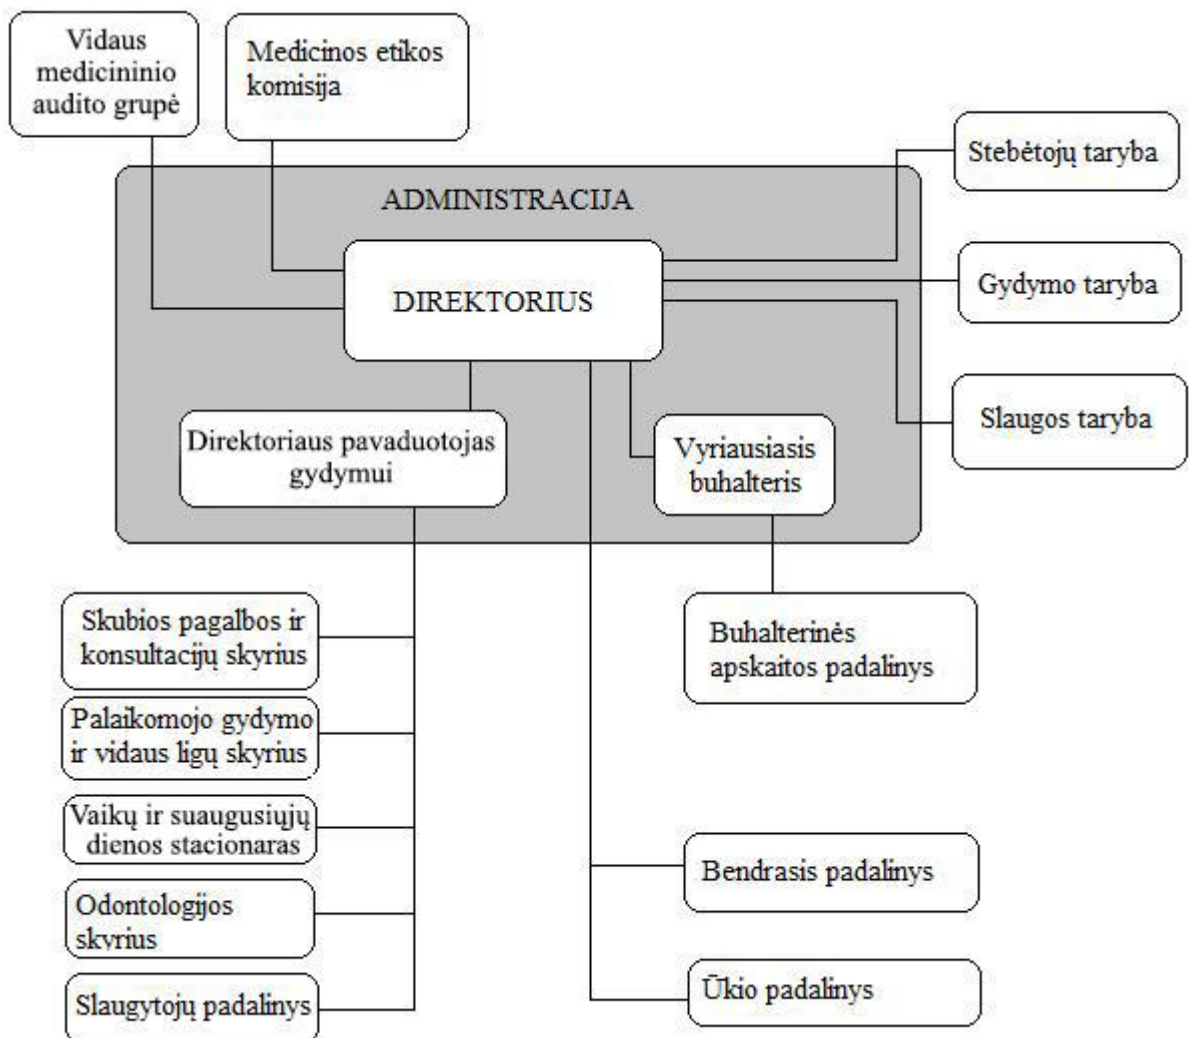 Vidaus
medicininio
audito grupė
Medicinos etikos
komisija
Stebėtojų taryba
ADMINISTRACIJA
Gydymo taryba
DIREKTORIUS
Slaugos taryba
Direktoriaus pavaduotojas
gydymui
Vyriausiasis
buhalteris
Skubios pagalbos ir
konsultacijų skyrius
Buhalterinės
apskaitos padalinys
Palaikomojo gydymo
ir vidaus ligų skyrius
Vaikų ir suaugusiųjų
dienos stacionaras
Bendrasis padalinys
Odontologijos
skyrius
Ūkio padalinys
Slaugytojų padalinys